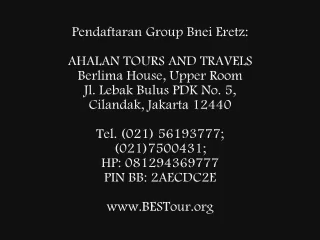 Pendaftaran Group Bnei Eretz:
AHALAN TOURS AND TRAVELS
Berlima House, Upper Room
Jl. Lebak Bulus PDK No. 5,
Cilandak, Jakarta 12440
Tel. (021) 56193777;
(021)7500431;
HP: 081294369777
PIN BB: 2AECDC2E
www.BESTour.org